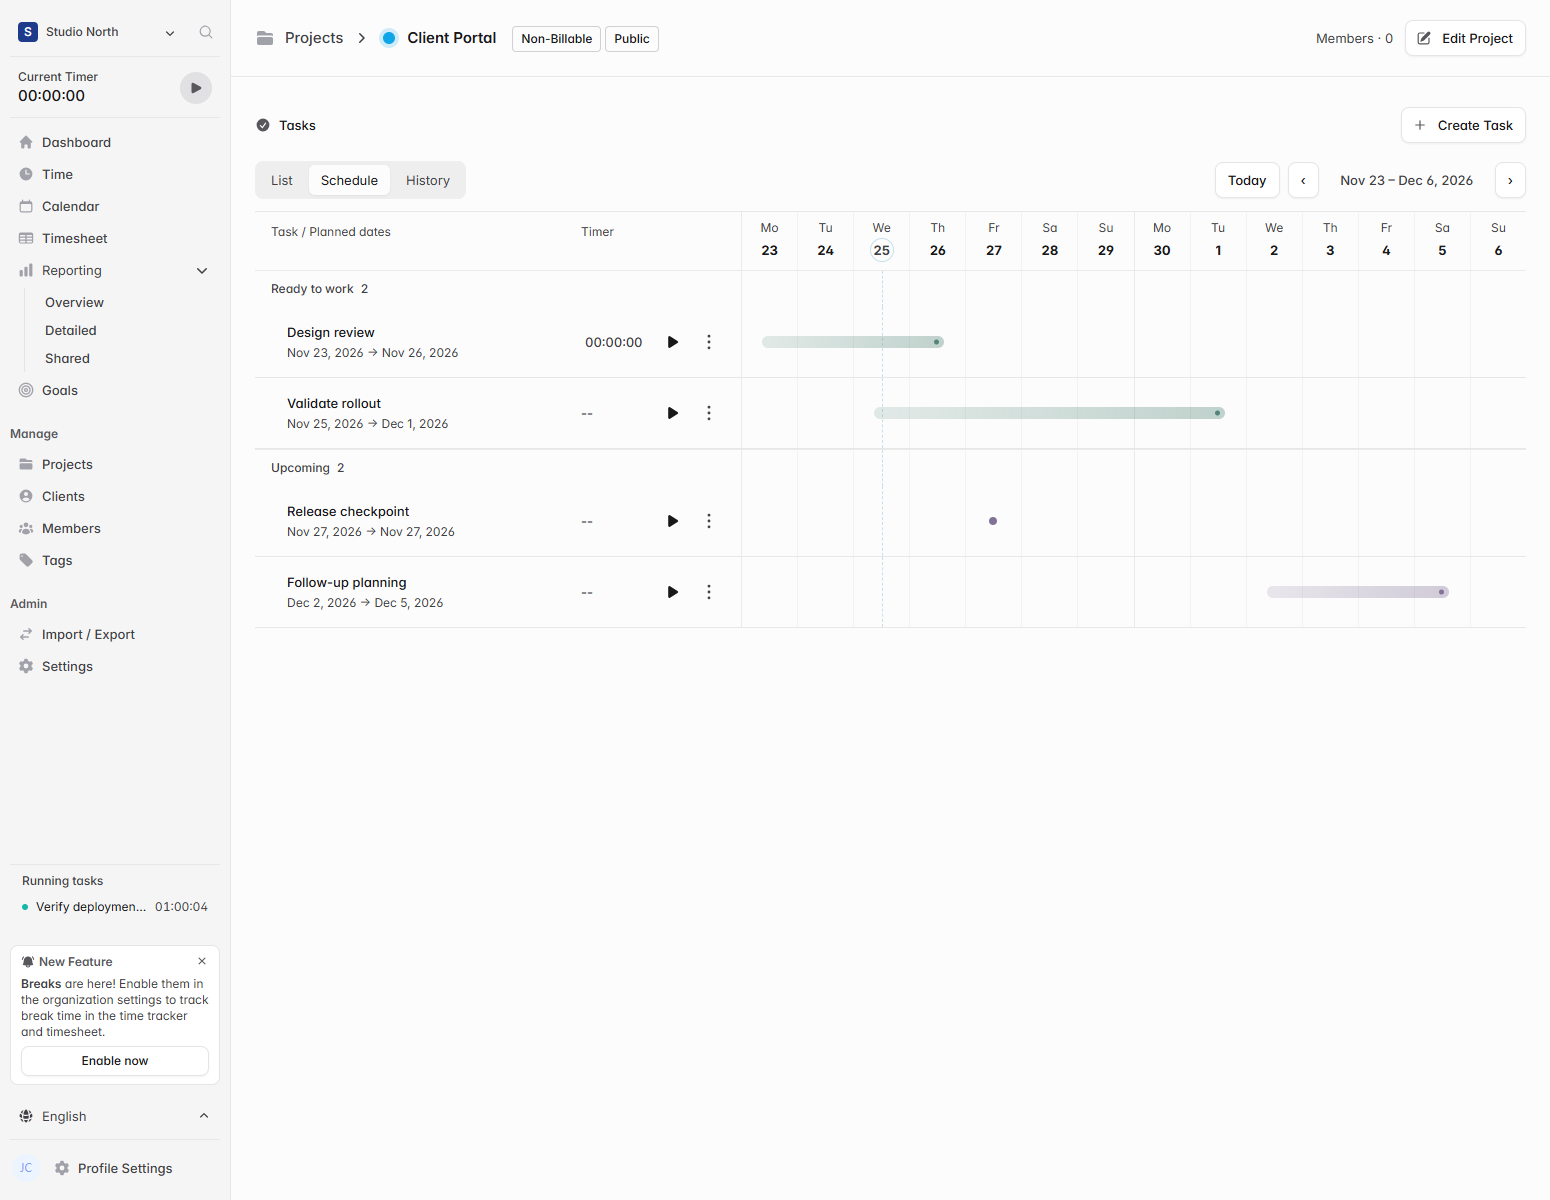 S Studio North
Current Timer
00:00:00
Dashboard
Time
Calendar
Timesheet
Reporting
Overview
Detailed
Shared
Goals
Manage
Projects
Clients
Members
Tags
Admin
Import / Export
Settings
Running tasks
Verify deploymen... 01:00:04
New Feature
Breaks are here! Enable them in
the organization settings to track
break time in the time tracker
and timesheet.
Enable now
English
JC Profile Settings
Projects Client Portal Non-Billable Public Members · 0 Edit Project
Tasks Create Task
List Schedule History Today ‹ Nov 23 – Dec 6, 2026 ›
Task / Planned dates Timer
Mo Tu We Th Fr Sa Su Mo Tu We Th Fr Sa Su
23 24 25 26 27 28 29 30 1 2 3 4 5 6
Ready to work 2
Design review
Nov 23, 2026 → Nov 26, 2026
00:00:00
Validate rollout
Nov 25, 2026 → Dec 1, 2026
--
Upcoming 2
Release checkpoint
Nov 27, 2026 → Nov 27, 2026
--
Follow-up planning
Dec 2, 2026 → Dec 5, 2026
--